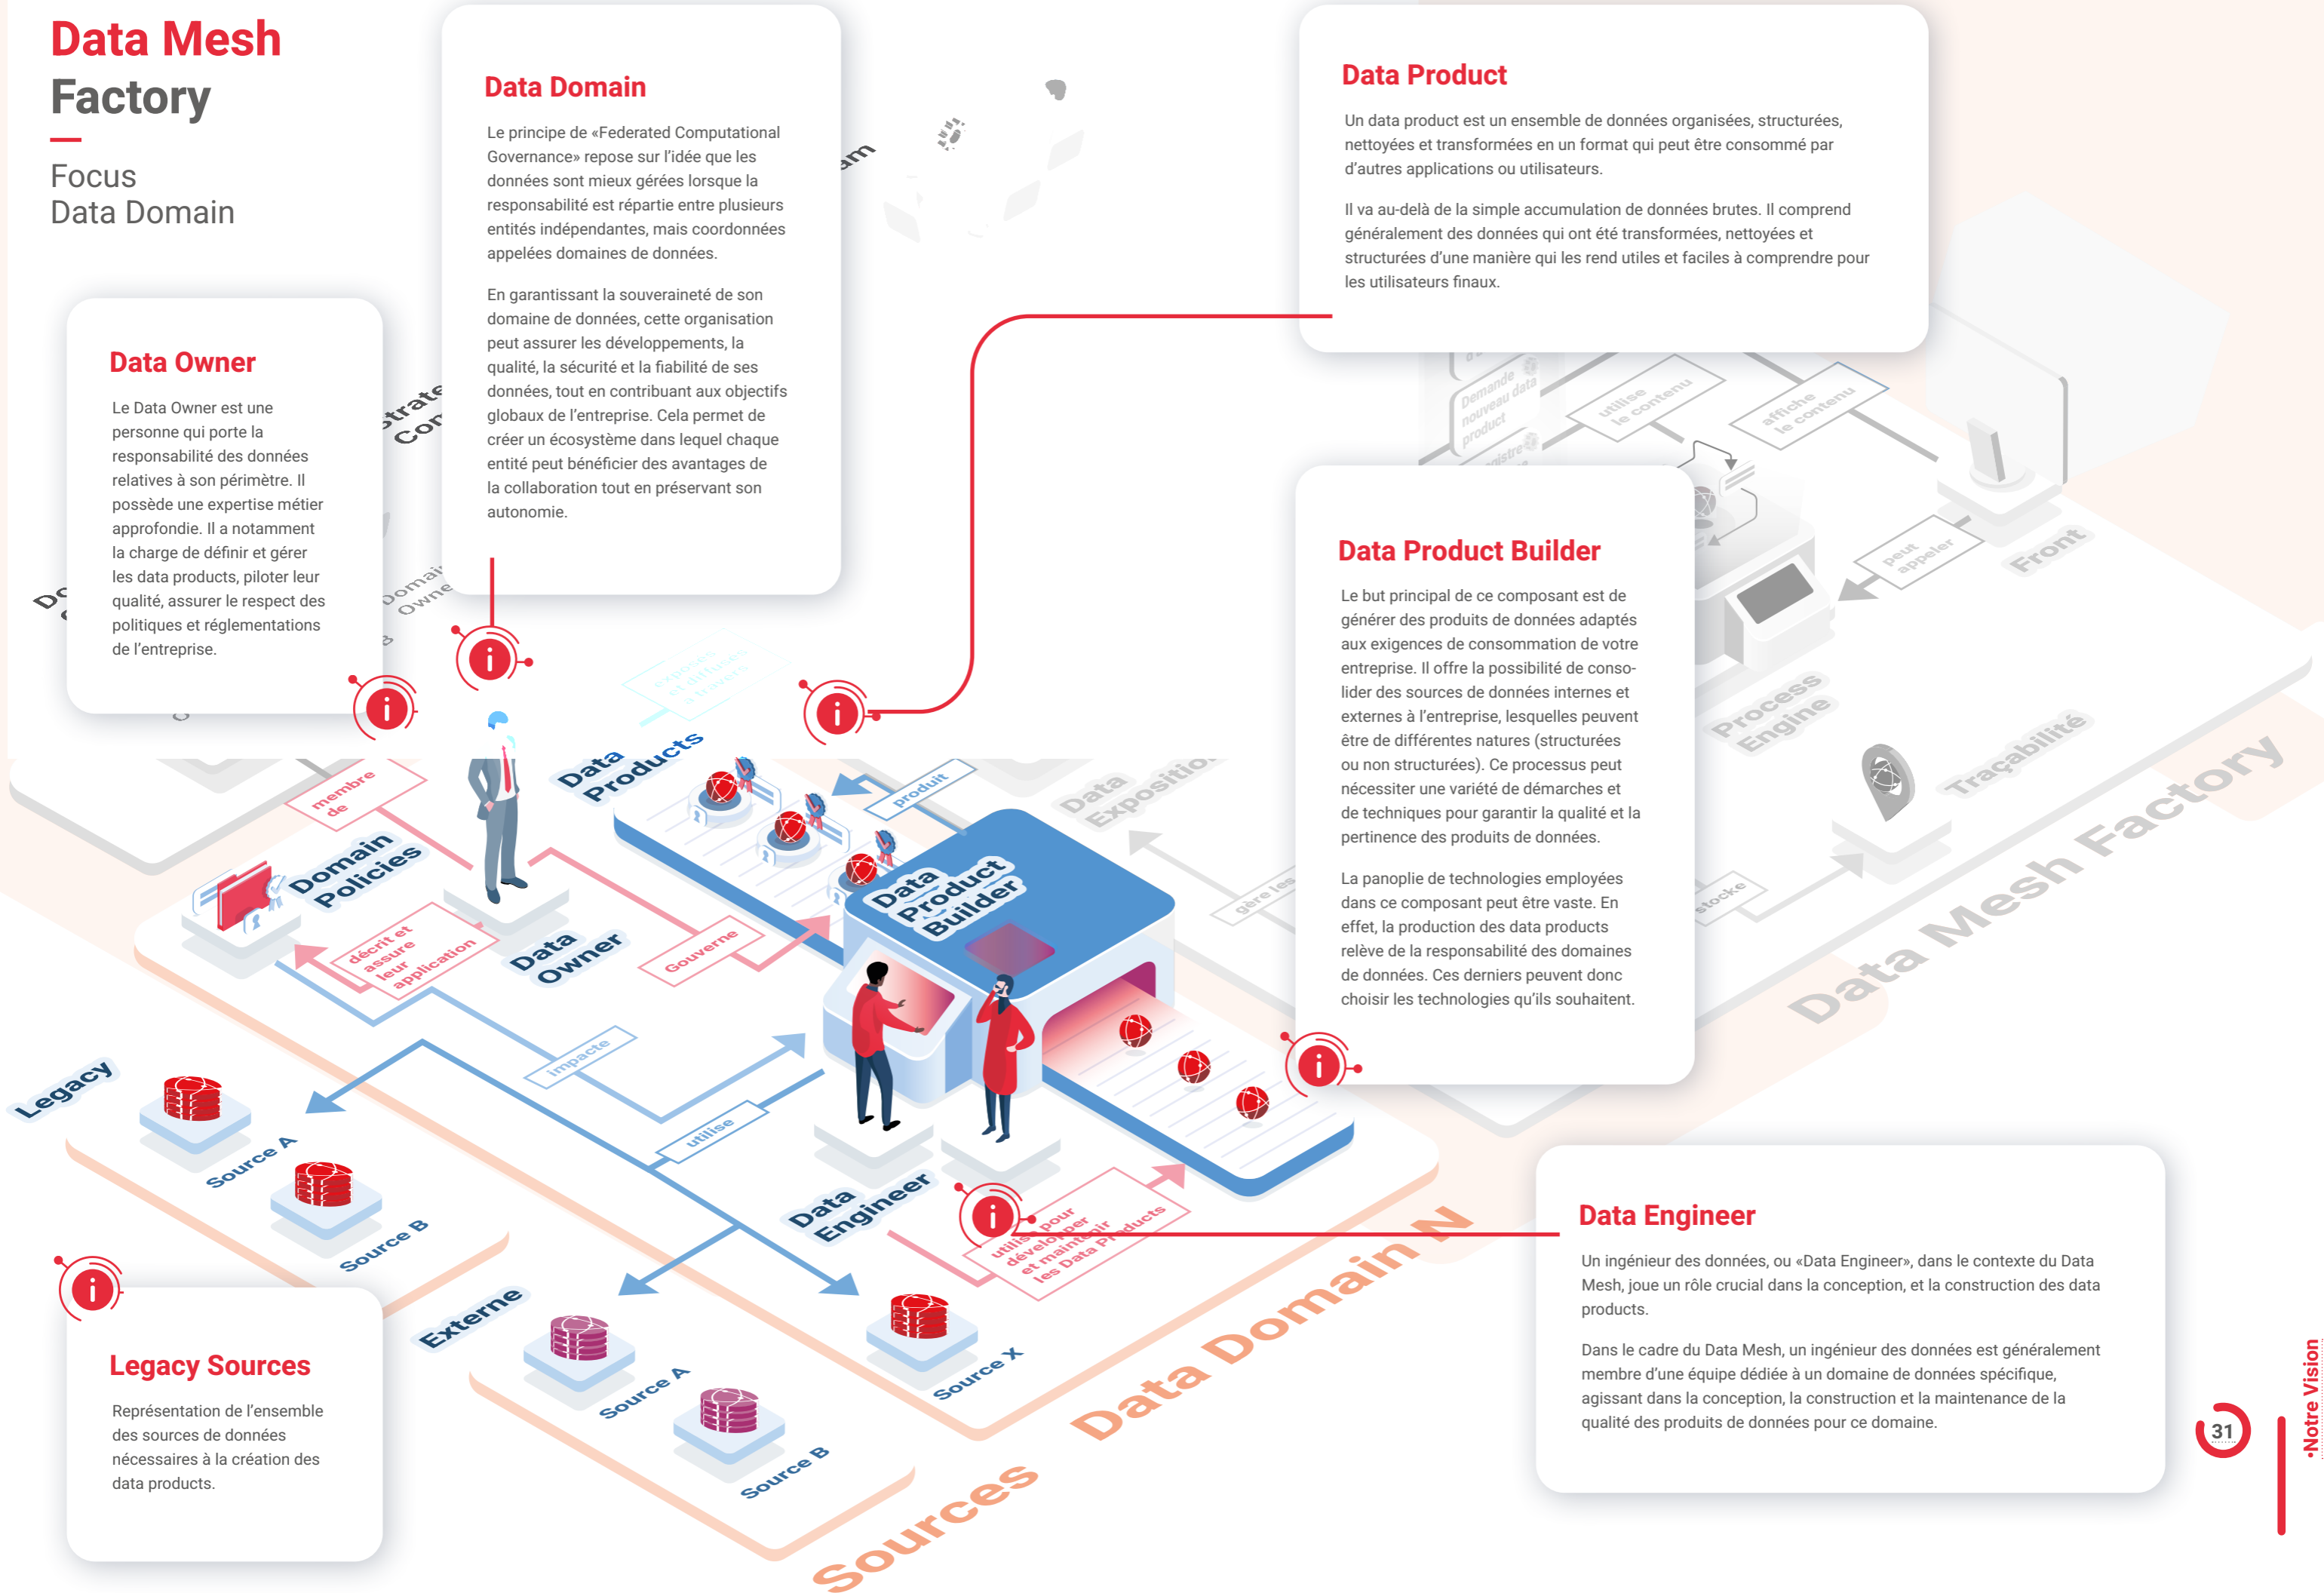 Data Mesh
Factory
Focus
Data Domain
Data Domain
Le principe de «Federated Computational
Governance» repose sur l’idée que les
données sont mieux gérées lorsque la
responsabilité est répartie entre plusieurs
entités indépendantes, mais coordonnées
appelées domaines de données.
En garantissant la souveraineté de son
domaine de données, cette organisation
peut assurer les développements, la
qualité, la sécurité et la fiabilité de ses
données, tout en contribuant aux objectifs
globaux de l’entreprise. Cela permet de
créer un écosystème dans lequel chaque
entité peut bénéficier des avantages de
la collaboration tout en préservant son
autonomie.
Data Product
Un data product est un ensemble de données organisées, structurées,
nettoyées et transformées en un format qui peut être consommé par
d’autres applications ou utilisateurs.
Il va au-delà de la simple accumulation de données brutes. Il comprend
généralement des données qui ont été transformées, nettoyées et
structurées d’une manière qui les rend utiles et faciles à comprendre pour
les utilisateurs finaux.
Data Owner
Le Data Owner est une
personne qui porte la
responsabilité des données
relatives à son périmètre. Il
possède une expertise métier
approfondie. Il a notamment
la charge de définir et gérer
les data products, piloter leur
qualité, assurer le respect des
politiques et réglementations
de l’entreprise.
Demande
nouveau data
product
utilise
le contenu
affiche
le contenu
peut
appeler
Front
Process
Engine
Traçabilité
stocke
Data Mesh Factory
Data Product Builder
Le but principal de ce composant est de
générer des produits de données adaptés
aux exigences de consommation de votre
entreprise. Il offre la possibilité de conso-
lider des sources de données internes et
externes à l’entreprise, lesquelles peuvent
être de différentes natures (structurées
ou non structurées). Ce processus peut
nécessiter une variété de démarches et
de techniques pour garantir la qualité et la
pertinence des produits de données.
La panoplie de technologies employées
dans ce composant peut être vaste. En
effet, la production des data products
relève de la responsabilité des domaines
de données. Ces derniers peuvent donc
choisir les technologies qu’ils souhaitent.
exposés
et diffusés
à travers
Data
Products
produit
Data
gère les
membre
de
Domain
Policies
décrit et
assure
leur
application
Data
Owner
Gouverne
Data
Product
Builder
impacte
utilise
Legacy
Source A
Source B
Data
Engineer
pour
développer
et maintenir
les Data Products
Externe
Source A
Source B
Source X
Data Domain N
Sources
Legacy Sources
Représentation de l’ensemble
des sources de données
nécessaires à la création des
data products.
Data Engineer
Un ingénieur des données, ou «Data Engineer», dans le contexte du Data
Mesh, joue un rôle crucial dans la conception, et la construction des data
products.
Dans le cadre du Data Mesh, un ingénieur des données est généralement
membre d’une équipe dédiée à un domaine de données spécifique,
agissant dans la conception, la construction et la maintenance de la
qualité des produits de données pour ce domaine.
31
•Notre Vision